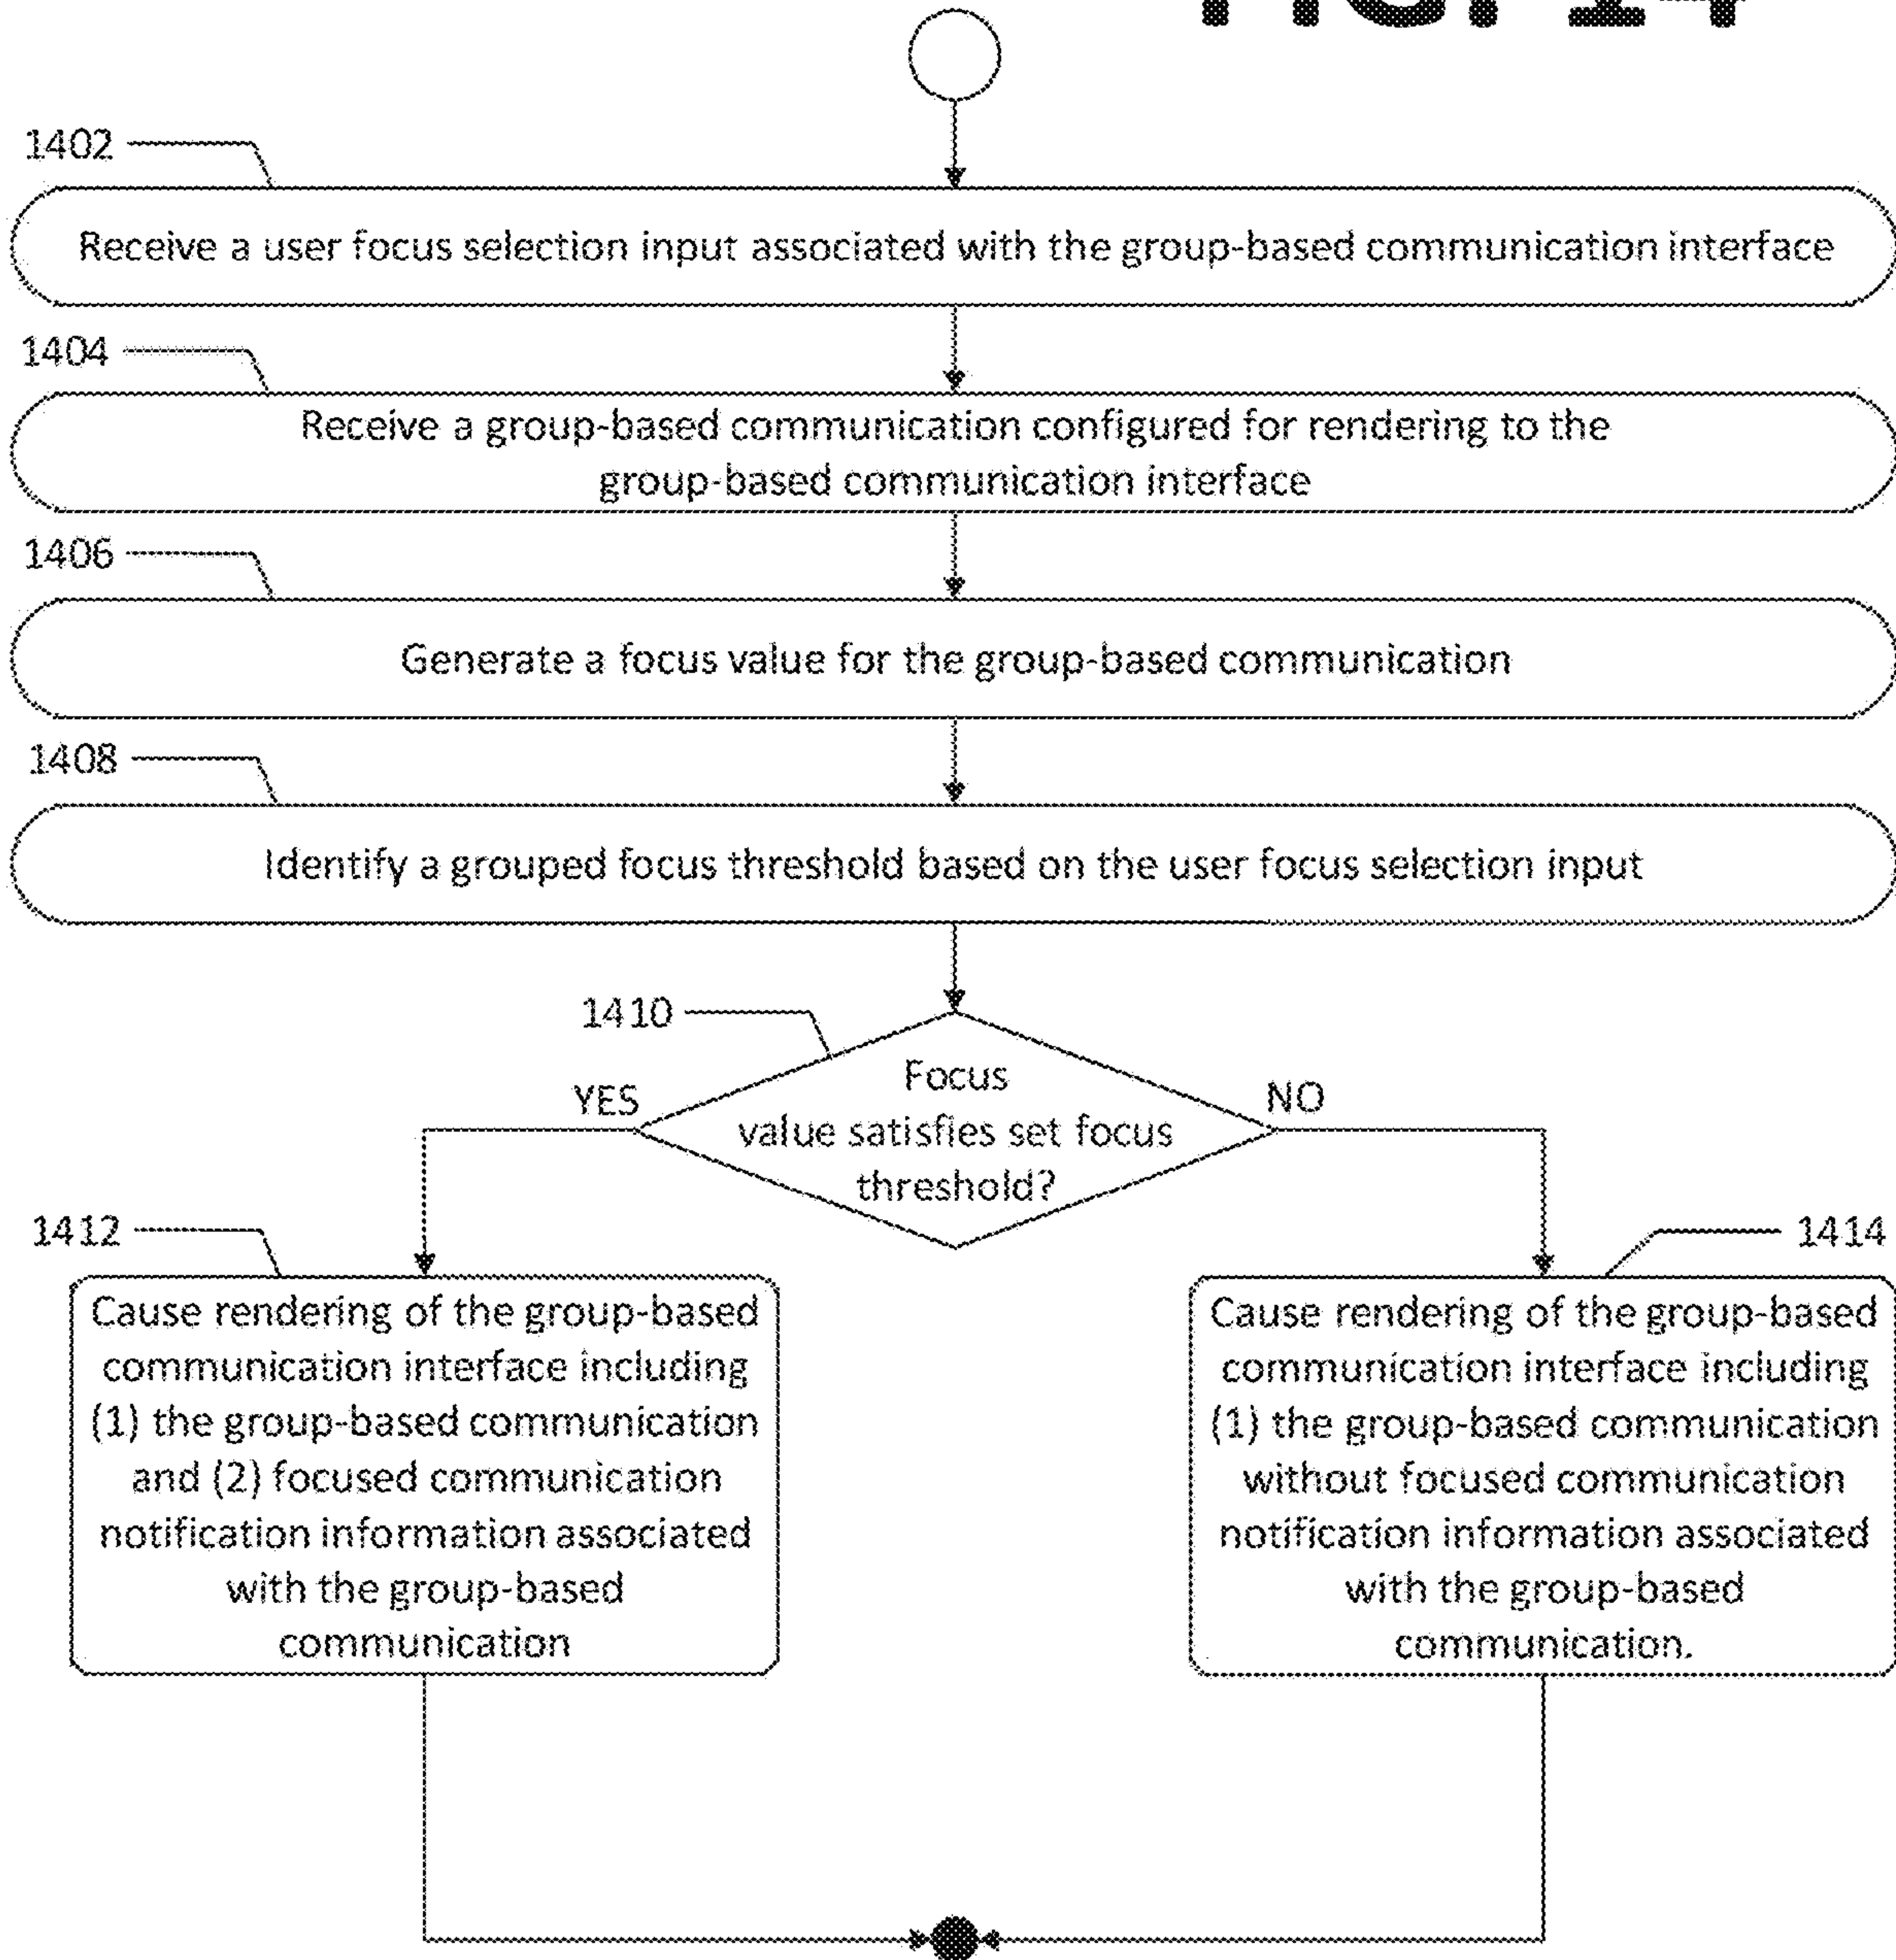 1402
Receive a user focus selection input associated with the group-based communication interface
1404
Receive a group-based communication configured for rendering to the
group-based communication interface
1406
Generate a focus value for the group-based communication
1408
Identify a grouped focus threshold based on the user focus selection input
1410
Focus
value satisfies set focus
threshold?
YES
NO
1412
Cause rendering of the group-based
communication interface including
(1) the group-based communication
and (2) focused communication
notification information associated
with the group-based
communication
1414
Cause rendering of the group-based
communication interface including
(1) the group-based communication
without focused communication
notification information associated
with the group-based
communication.